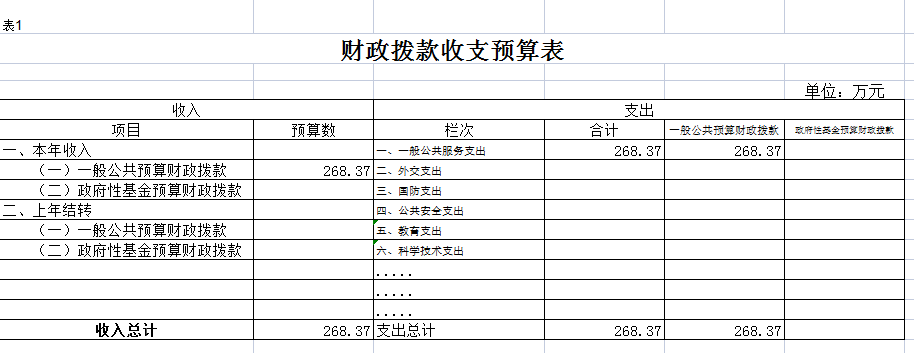 表1
财政拨款收支预算表
单位：万元
收入 支出
项目 预算数 栏次 合计 一般公共预算财政拨款 政府性基金预算财政拨款
一、本年收入 一、一般公共服务支出 268.37 268.37
（一）一般公共预算财政拨款 268.37 二、外交支出
（二）政府性基金预算财政拨款 三、国防支出
二、上年结转 四、公共安全支出
（一）一般公共预算财政拨款 五、教育支出
（二）政府性基金预算财政拨款 六、科学技术支出
.....
.....
.....
收入总计 268.37 支出总计 268.37 268.37